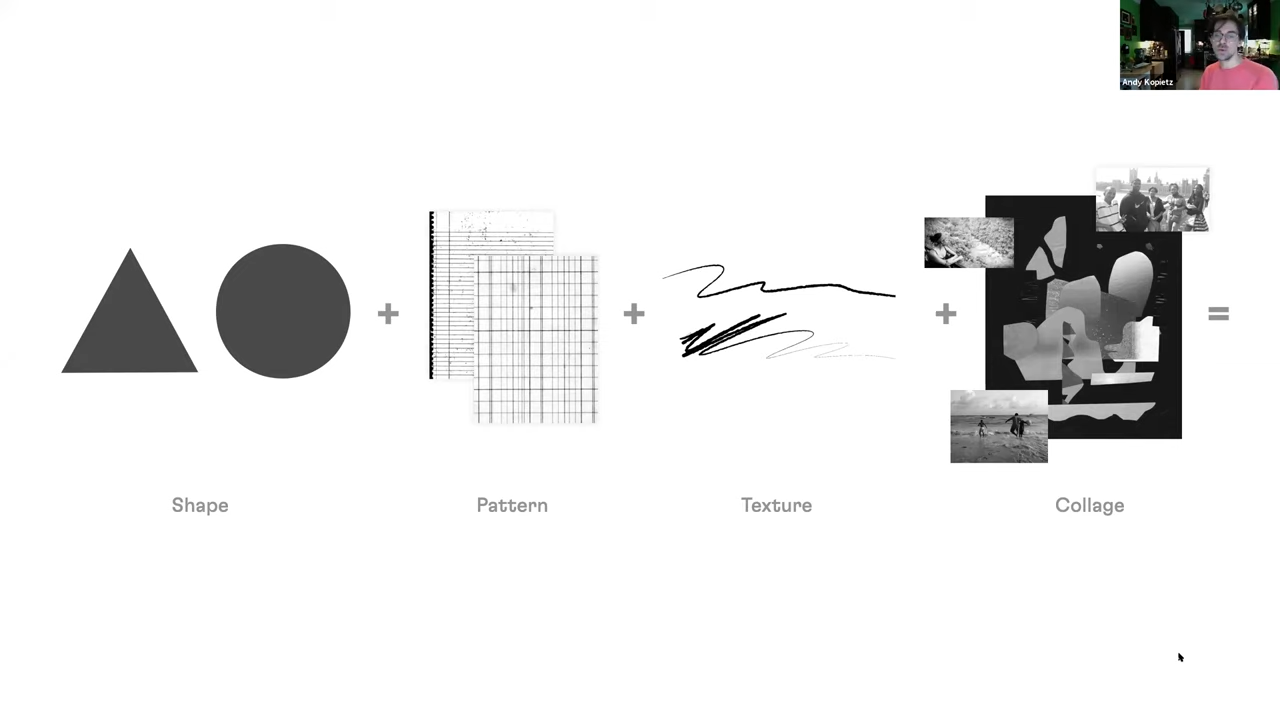 Andy Kopietz
+ + + =
Shape Pattern Texture Collage